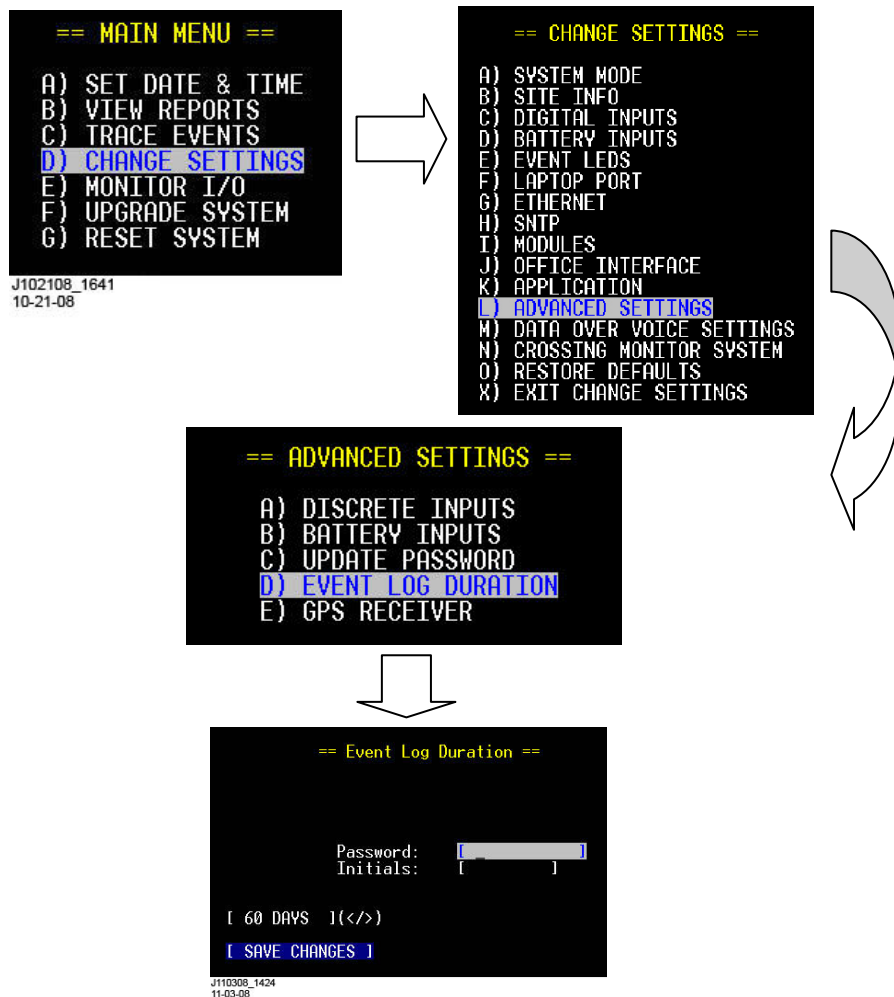 == MAIN MENU ==
A) SET DATE & TIME
B) VIEW REPORTS
C) TRACE EVENTS
D) CHANGE SETTINGS
E) MONITOR I/O
F) UPGRADE SYSTEM
G) RESET SYSTEM
J102108_1641
10-21-08
== CHANGE SETTINGS ==
A) SYSTEM MODE
B) SITE INFO
C) DIGITAL INPUTS
D) BATTERY INPUTS
E) EVENT LEDS
F) LAPTOP PORT
G) ETHERNET
H) SNTP
I) MODULES
J) OFFICE INTERFACE
K) APPLICATION
L) ADVANCED SETTINGS
M) DATA OVER VOICE SETTINGS
N) CROSSING MONITOR SYSTEM
O) RESTORE DEFAULTS
X) EXIT CHANGE SETTINGS
== ADVANCED SETTINGS ==
A) DISCRETE INPUTS
B) BATTERY INPUTS
C) UPDATE PASSWORD
D) EVENT LOG DURATION
E) GPS RECEIVER
== Event Log Duration ==
Password: [ _ ]
Initials: [ ]
[ 60 DAYS ](</>)
[ SAVE CHANGES ]
J110308_1424
11-03-08